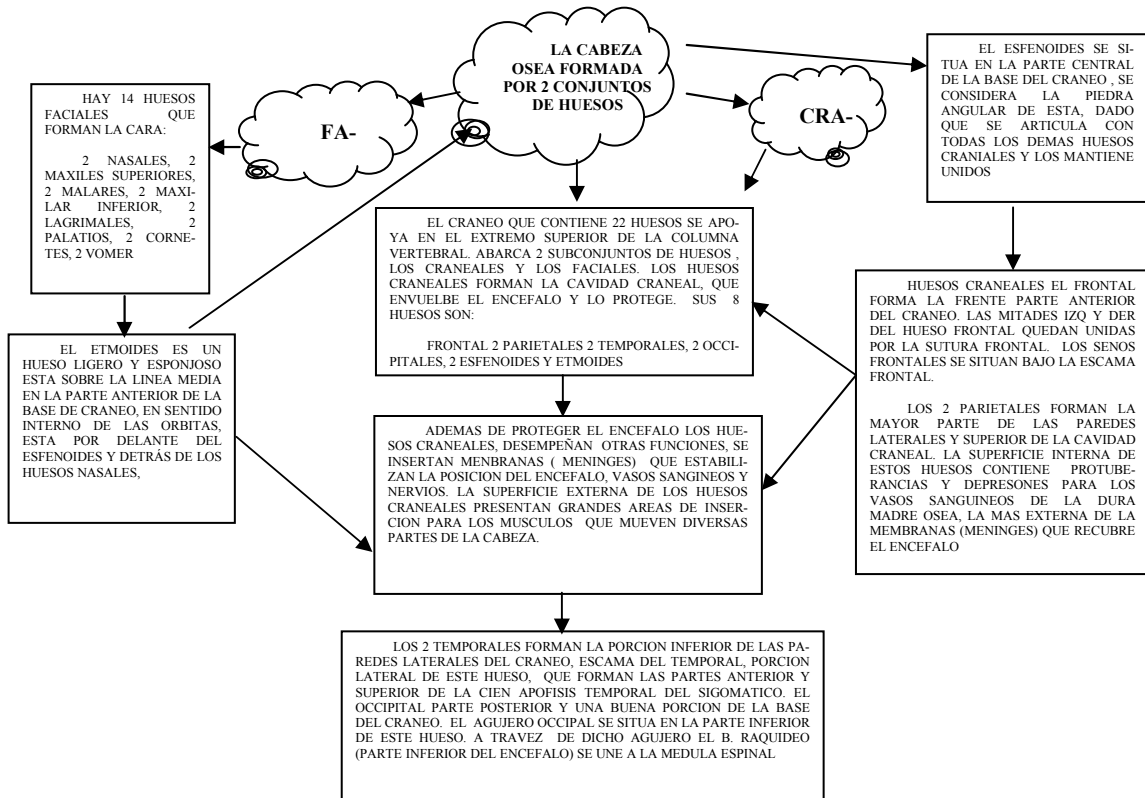 LA CABEZA
OSEA FORMADA
POR 2 CONJUNTOS
DE HUESOS
FA-
CRA-
HAY 14 HUESOS
FACIALES QUE
FORMAN LA CARA:
2 NASALES, 2
MAXILES SUPERIORES,
2 MALARES, 2 MAXI-
LAR INFERIOR, 2
LAGRIMALES, 2
PALATIOS, 2 CORNE-
TES, 2 VOMER
EL ESFENOIDES SE SI-
TUA EN LA PARTE CENTRAL
DE LA BASE DEL CRANEO , SE
CONSIDERA LA PIEDRA
ANGULAR DE ESTA, DADO
QUE SE ARTICULA CON
TODAS LOS DEMAS HUESOS
CRANIALES Y LOS MANTIENE
UNIDOS
EL CRANEO QUE CONTIENE 22 HUESOS SE APO-
YA EN EL EXTREMO SUPERIOR DE LA COLUMNA
VERTEBRAL. ABARCA 2 SUBCONJUNTOS DE HUESOS ,
LOS CRANEALES Y LOS FACIALES. LOS HUESOS
CRANEALES FORMAN LA CAVIDAD CRANEAL, QUE
ENVUELBE EL ENCEFALO Y LO PROTEGE. SUS 8
HUESOS SON:
FRONTAL 2 PARIETALES 2 TEMPORALES, 2 OCCI-
PITALES, 2 ESFENOIDES Y ETMOIDES
HUESOS CRANEALES EL FRONTAL
FORMA LA FRENTE PARTE ANTERIOR
DEL CRANEO. LAS MITADES IZQ Y DER
DEL HUESO FRONTAL QUEDAN UNIDAS
POR LA SUTURA FRONTAL. LOS SENOS
FRONTALES SE SITUAN BAJO LA ESCAMA
FRONTAL.
LOS 2 PARIETALES FORMAN LA
MAYOR PARTE DE LAS PAREDES
LATERALES Y SUPERIOR DE LA CAVIDAD
CRANEAL. LA SUPERFICIE INTERNA DE
ESTOS HUESOS CONTIENE PROTUBE-
RANCIAS Y DEPRESONES PARA LOS
VASOS SANGUINEOS DE LA DURA
MADRE OSEA, LA MAS EXTERNA DE LA
MEMBRANAS (MENINGES) QUE RECUBRE
EL ENCEFALO
EL ETMOIDES ES UN
HUESO LIGERO Y ESPONJOSO
ESTA SOBRE LA LINEA MEDIA
EN LA PARTE ANTERIOR DE LA
BASE DE CRANEO, EN SENTIDO
INTERNO DE LAS ORBITAS,
ESTA POR DELANTE DEL
ESFENOIDES Y DETRÁS DE LOS
HUESOS NASALES,
ADEMAS DE PROTEGER EL ENCEFALO LOS HUE-
SOS CRANEALES, DESEMPEÑAN OTRAS FUNCIONES, SE
INSERTAN MENBRANAS ( MENINGES) QUE ESTABILI-
ZAN LA POSICION DEL ENCEFALO, VASOS SANGINEOS Y
NERVIOS. LA SUPERFICIE EXTERNA DE LOS HUESOS
CRANEALES PRESENTAN GRANDES AREAS DE INSER-
CION PARA LOS MUSCULOS QUE MUEVEN DIVERSAS
PARTES DE LA CABEZA.
LOS 2 TEMPORALES FORMAN LA PORCION INFERIOR DE LAS PA-
REDES LATERALES DEL CRANEO, ESCAMA DEL TEMPORAL, PORCION
LATERAL DE ESTE HUESO, QUE FORMAN LAS PARTES ANTERIOR Y
SUPERIOR DE LA CIEN APOFISIS TEMPORAL DEL SIGOMATICO. EL
OCCIPITAL PARTE POSTERIOR Y UNA BUENA PORCION DE LA BASE
DEL CRANEO. EL AGUJERO OCCIPAL SE SITUA EN LA PARTE INFERIOR
DE ESTE HUESO. A TRAVEZ DE DICHO AGUJERO EL B. RAQUIDEO
(PARTE INFERIOR DEL ENCEFALO) SE UNE A LA MEDULA ESPINAL